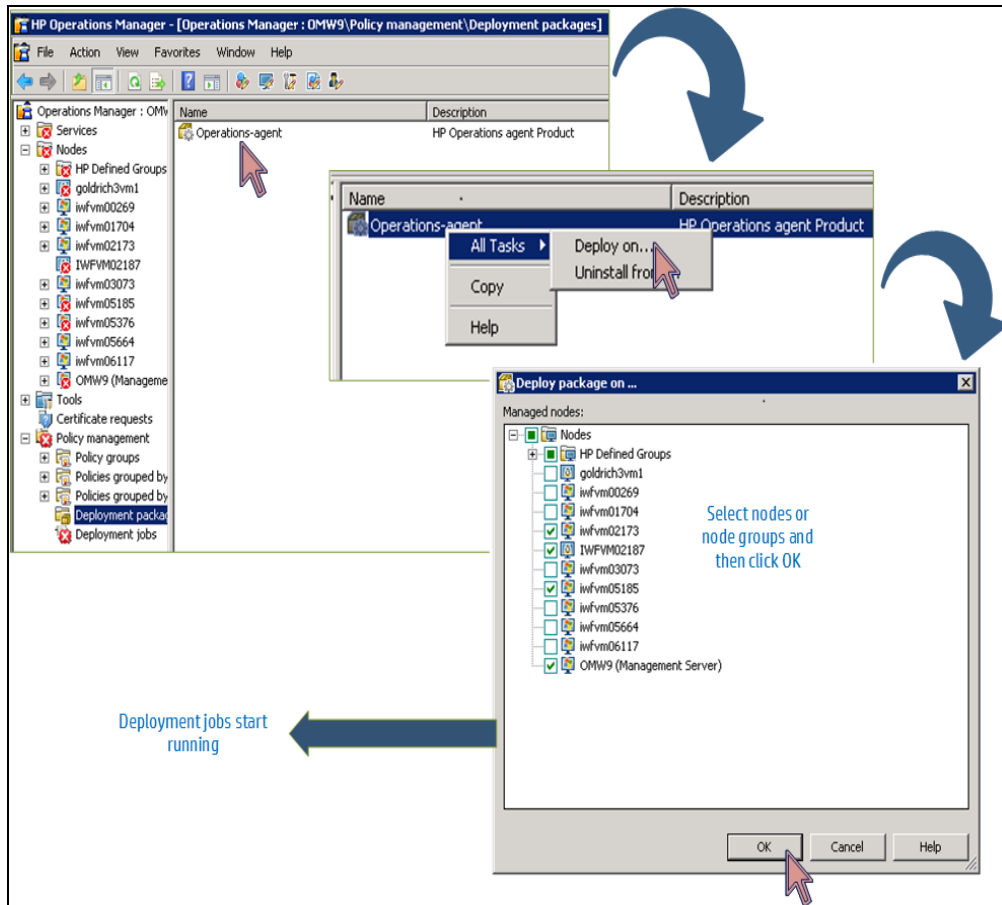 HP Operations Manager - [Operations Manager : OMW9\Policy management\Deployment packages]
File Action View Favorites Window Help
Operations Manager : OMW
Services
Nodes
HP Defined Groups
goldrich3vm1
iwfvm00269
iwfvm01704
iwfvm02173
IWFVM02187
iwfvm03073
iwfvm05185
iwfvm05376
iwfvm05664
iwfvm06117
OMW9 (Manageme
Tools
Certificate requests
Policy management
Policy groups
Policies grouped by
Policies grouped by
Deployment packag
Deployment jobs
Name Description
Operations-agent HP Operations agent Product
Name Description
Operations-agent HP Operations agent Product
All Tasks
Copy
Help
Deploy on...
Uninstall from
Deploy package on ...
Managed nodes:
Nodes
HP Defined Groups
goldrich3vm1
iwfvm00269
iwfvm01704
iwfvm02173
IWFVM02187
iwfvm03073
iwfvm05185
iwfvm05376
iwfvm05664
iwfvm06117
OMW9 (Management Server)
Select nodes or
node groups and
then click OK
OK Cancel Help
Deployment jobs start
running